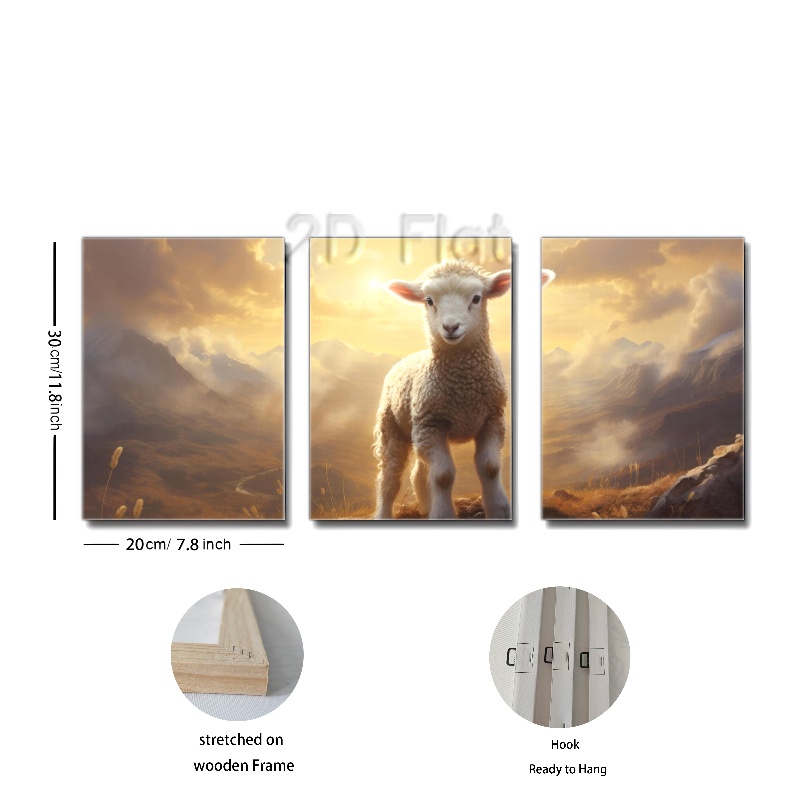 2D Flat
30cm/11.8inch
20cm/ 7.8 inch
stretched on
wooden Frame
Hook
Ready to Hang